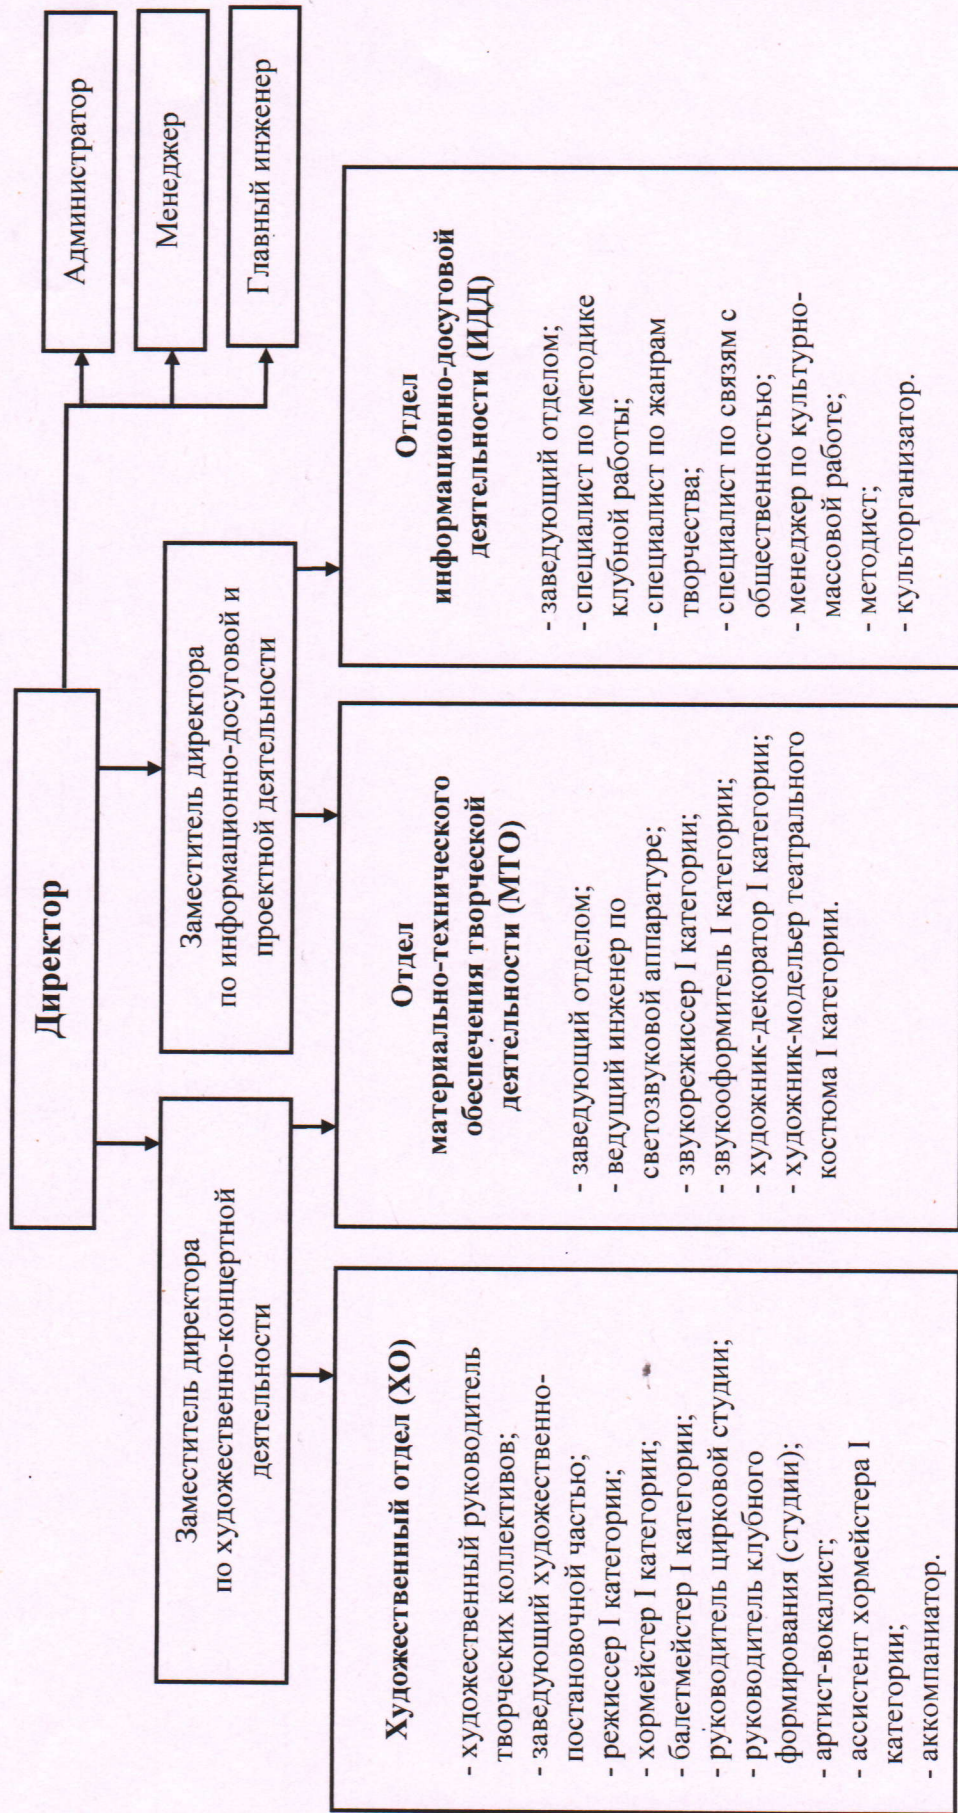 Директор
Администратор
Менеджер
Главный инженер
Заместитель директора
по художественно-концертной
деятельности
Заместитель директора
по информационно-досуговой и
проектной деятельности
Художественный отдел (ХО)
- художественный руководитель
творческих коллективов;
- заведующий художественно-
постановочной частью;
- режиссер I категории;
- хормейстер I категории;
- балетмейстер I категории;
- руководитель цирковой студии;
- руководитель клубного
формирования (студии);
- артист-вокалист;
- ассистент хормейстера I
категории;
- аккомпаниатор.
Отдел
материально-технического
обеспечения творческой
деятельности (МТО)
- заведующий отделом;
- ведущий инженер по
светозвуковой аппаратуре;
- звукорежиссер I категории;
- звукооформитель I категории;
- художник-декоратор I категории;
- художник-модельер театрального
костюма I категории.
Отдел
информационно-досуговой
деятельности (ИДД)
- заведующий отделом;
- специалист по методике
клубной работы;
- специалист по жанрам
творчества;
- специалист по связям с
общественностью;
- менеджер по культурно-
массовой работе;
- методист;
- культорганизатор.